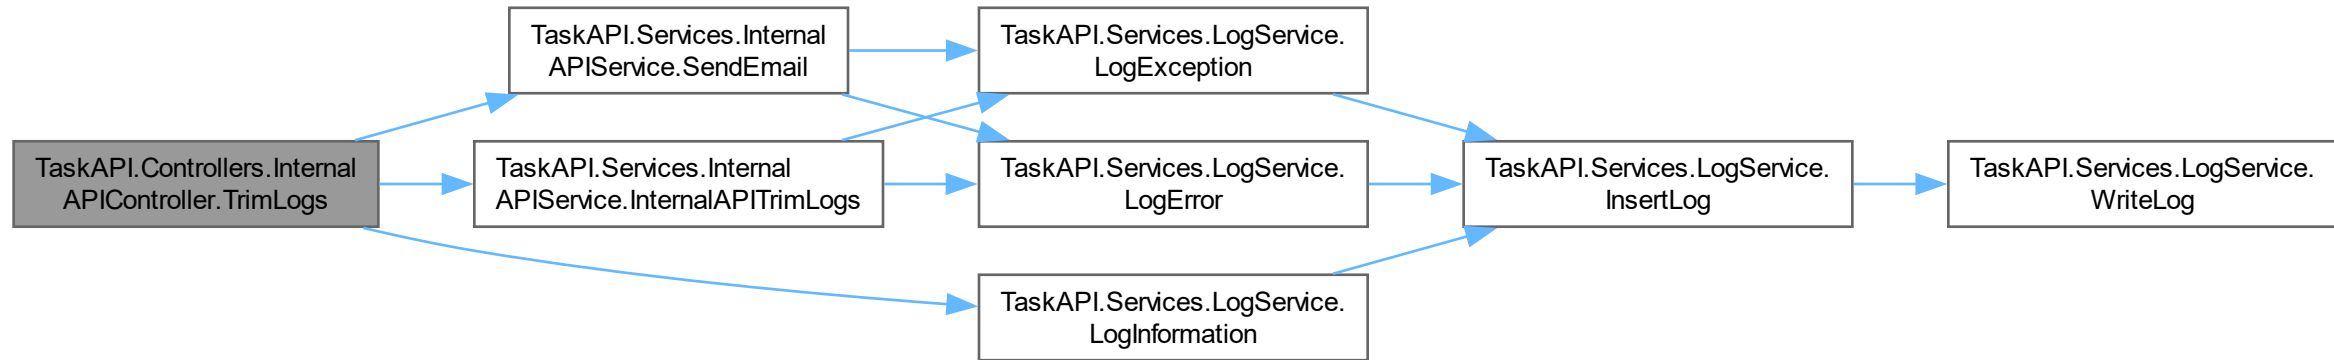 TaskAPI.Controllers.Internal
APIController.TrimLogs
TaskAPI.Services.Internal
APIService.SendEmail
TaskAPI.Services.Internal
APIService.InternalAPITrimLogs
TaskAPI.Services.LogService.
LogException
TaskAPI.Services.LogService.
LogError
TaskAPI.Services.LogService.
LogInformation
TaskAPI.Services.LogService.
InsertLog
TaskAPI.Services.LogService.
WriteLog